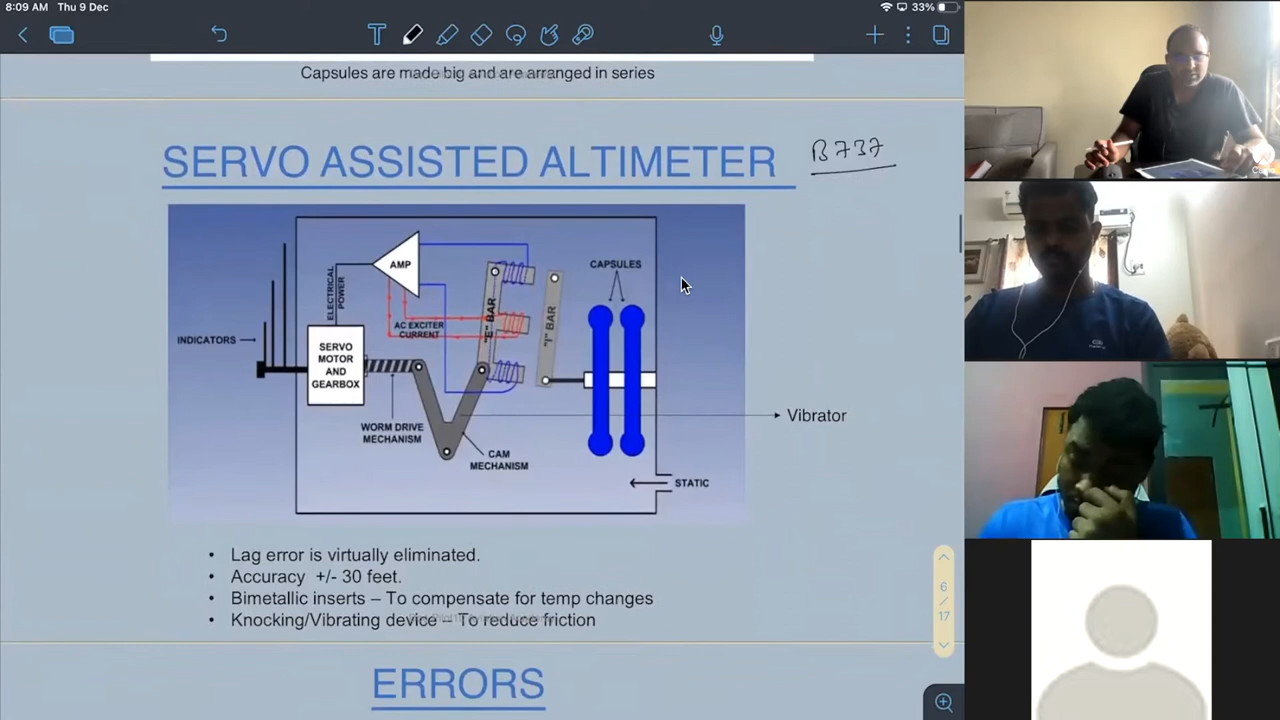 8:09 AM Thu 9 Dec
33%
T
Capsules are made big and are arranged in series
SERVO ASSISTED ALTIMETER
B737
AMP
CAPSULES
ELECTRICAL POWER
"E" BAR
"I" BAR
AC EXCITER
CURRENT
INDICATORS
SERVO
MOTOR
AND
GEARBOX
WORM DRIVE
MECHANISM
CAM
MECHANISM
Vibrator
STATIC
• Lag error is virtually eliminated.
• Accuracy +/- 30 feet.
• Bimetallic inserts – To compensate for temp changes
• Knocking/Vibrating device – To reduce friction
6
/
17
ERRORS